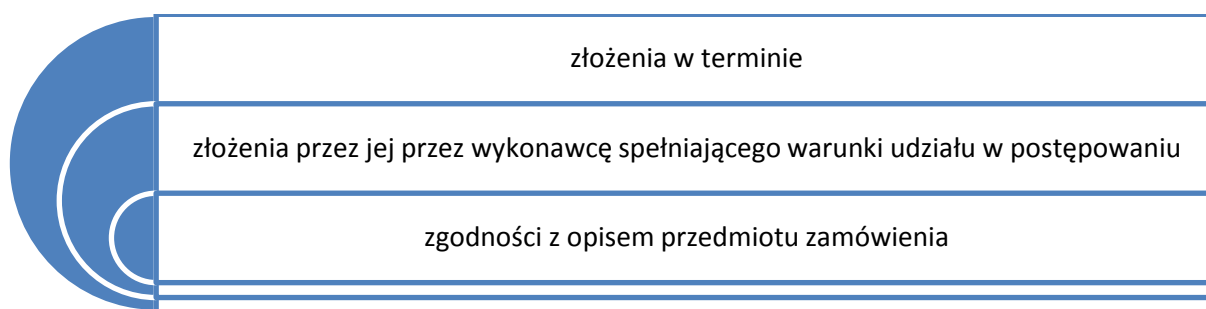 złożenia w terminie
złożenia przez jej przez wykonawcę spełniającego warunki udziału w postępowaniu
zgodności z opisem przedmiotu zamówienia